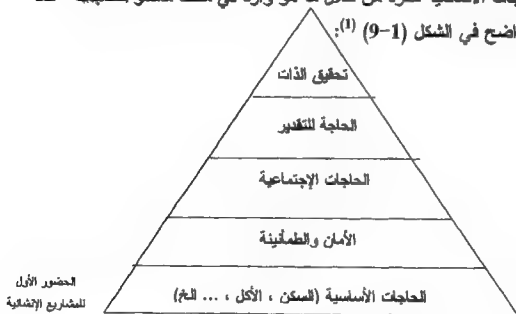 واضح في الشكل (1-9) (1):
تحقيق الذات
الحاجة للتقدير
الحاجات الإجتماعية
الأمان والطمأنينة
الحاجات الأساسية (السكن ، الأكل ، ... الخ)
الحضور الأول
للمشاريع الإنشائية